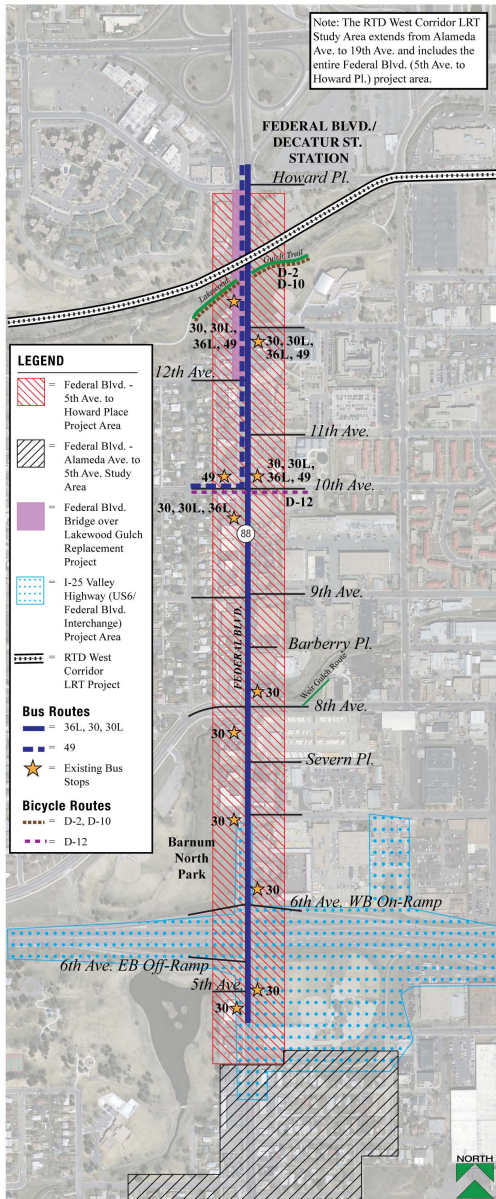 Note: The RTD West Corridor LRT
Study Area extends from Alameda
Ave. to 19th Ave. and includes the
entire Federal Blvd. (5th Ave. to
Howard Pl.) project area.
FEDERAL BLVD./
DECATUR ST.
STATION
Howard Pl.
Lakewood
Gulch Trail
D-2
D-10
30, 30L,
36L, 49
30, 30L,
36L, 49
12th Ave.
11th Ave.
49
30, 30L,
36L, 49
10th Ave.
D-12
30, 30L, 36L
88
9th Ave.
FEDERAL BLVD.
Barberry Pl.
Weir Gulch Route
30
8th Ave.
30
Severn Pl.
30
Barnum
North
Park
30
6th Ave. WB On-Ramp
6th Ave. EB Off-Ramp
5th Ave.
30
30
LEGEND
= Federal Blvd. -
5th Ave. to
Howard Place
Project Area
= Federal Blvd. -
Alameda Ave. to
5th Ave. Study
Area
= Federal Blvd.
Bridge over
Lakewood Gulch
Replacement
Project
= I-25 Valley
Highway (US6/
Federal Blvd.
Interchange)
Project Area
= RTD West
Corridor
LRT Project
Bus Routes
= 36L, 30, 30L
= 49
= Existing Bus
Stops
Bicycle Routes
= D-2, D-10
= D-12
NORTH